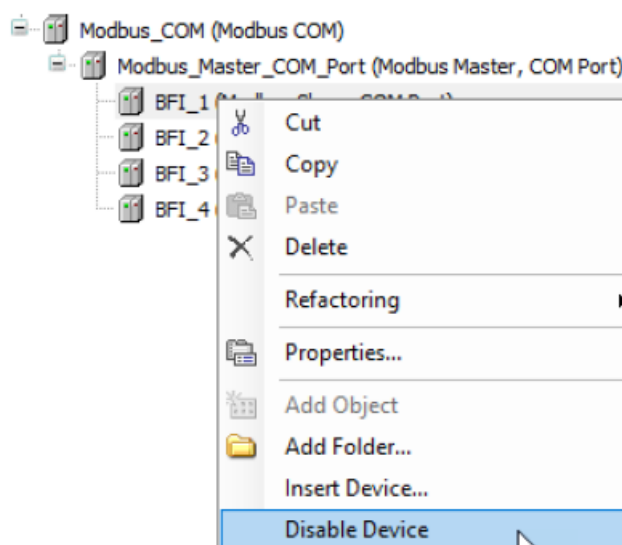 Modbus_COM (Modbus COM)
Modbus_Master_COM_Port (Modbus Master, COM Port)
BFI_1
BFI_2
BFI_3
BFI_4
Cut
Copy
Paste
Delete
Refactoring
Properties...
Add Object
Add Folder...
Insert Device...
Disable Device